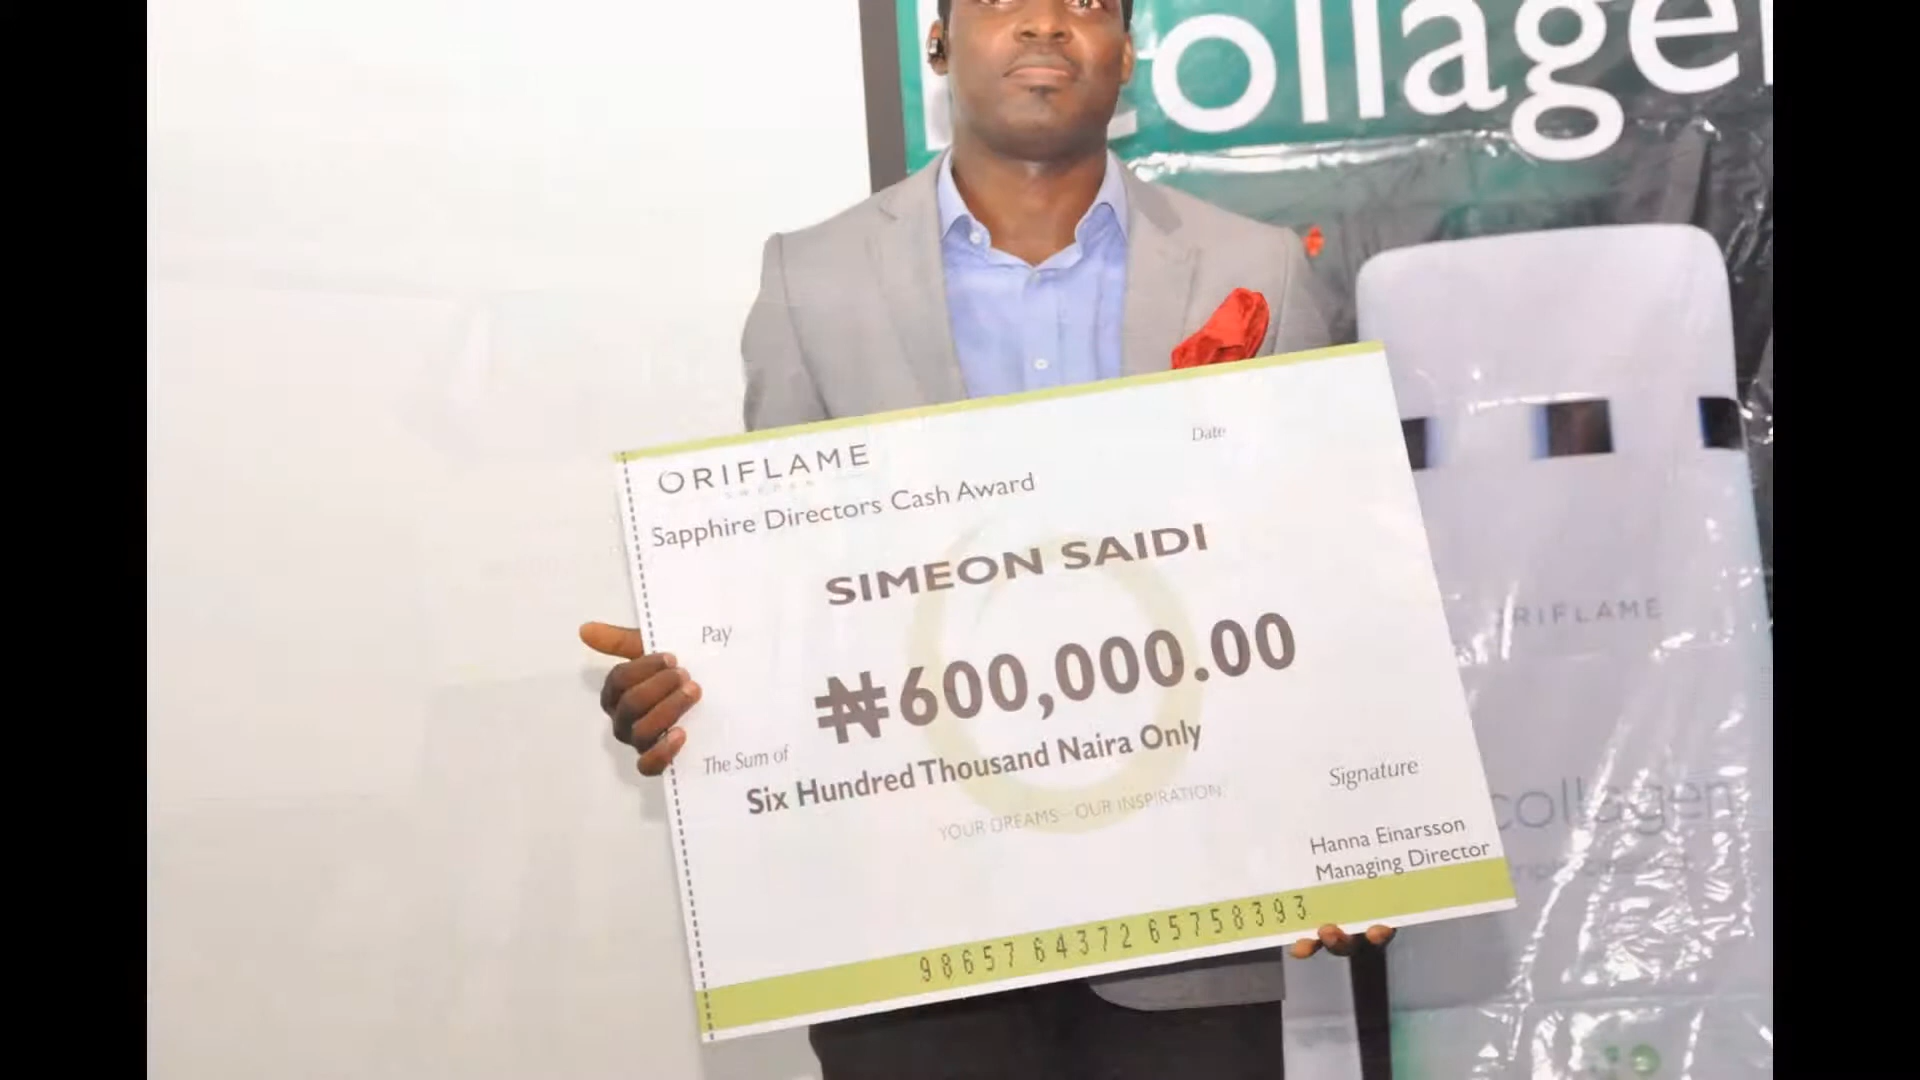 collagen
ORIFLAME
SWEDEN
Date
Sapphire Directors Cash Award
SIMEON SAIDI
Pay
₦600,000.00
The Sum of
Six Hundred Thousand Naira Only
YOUR DREAMS - OUR INSPIRATION
Signature
Hanna Einarsson
Managing Director
98657 64372 65758393
ORIFLAME
collagen